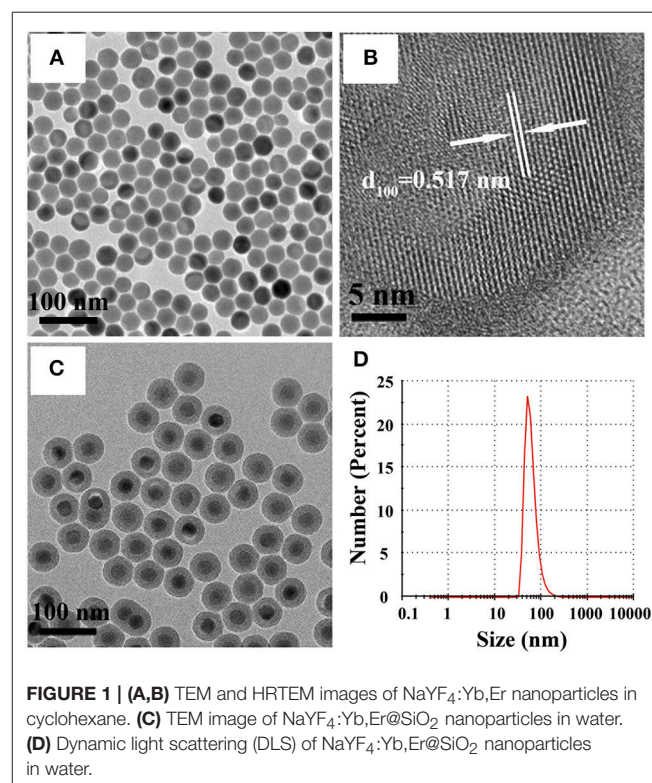 A
100 nm
B
d₁₀₀=0.517 nm
5 nm
C
100 nm
D
Number (Percent)
25
20
15
10
5
0
0.1 1 10 100 1000 10000
Size (nm)
FIGURE 1 | (A,B) TEM and HRTEM images of NaYF₄:Yb,Er nanoparticles in
cyclohexane. (C) TEM image of NaYF₄:Yb,Er@SiO₂ nanoparticles in water.
(D) Dynamic light scattering (DLS) of NaYF₄:Yb,Er@SiO₂ nanoparticles
in water.